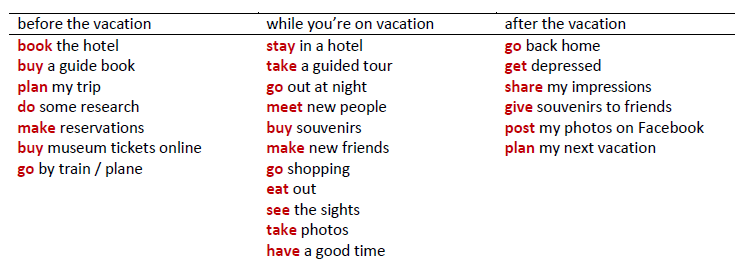 before the vacation while you're on vacation after the vacation
book the hotel stay in a hotel go back home
buy a guide book take a guided tour get depressed
plan my trip go out at night share my impressions
do some research meet new people give souvenirs to friends
make reservations buy souvenirs post my photos on Facebook
buy museum tickets online make new friends plan my next vacation
go by train / plane go shopping
eat out
see the sights
take photos
have a good time